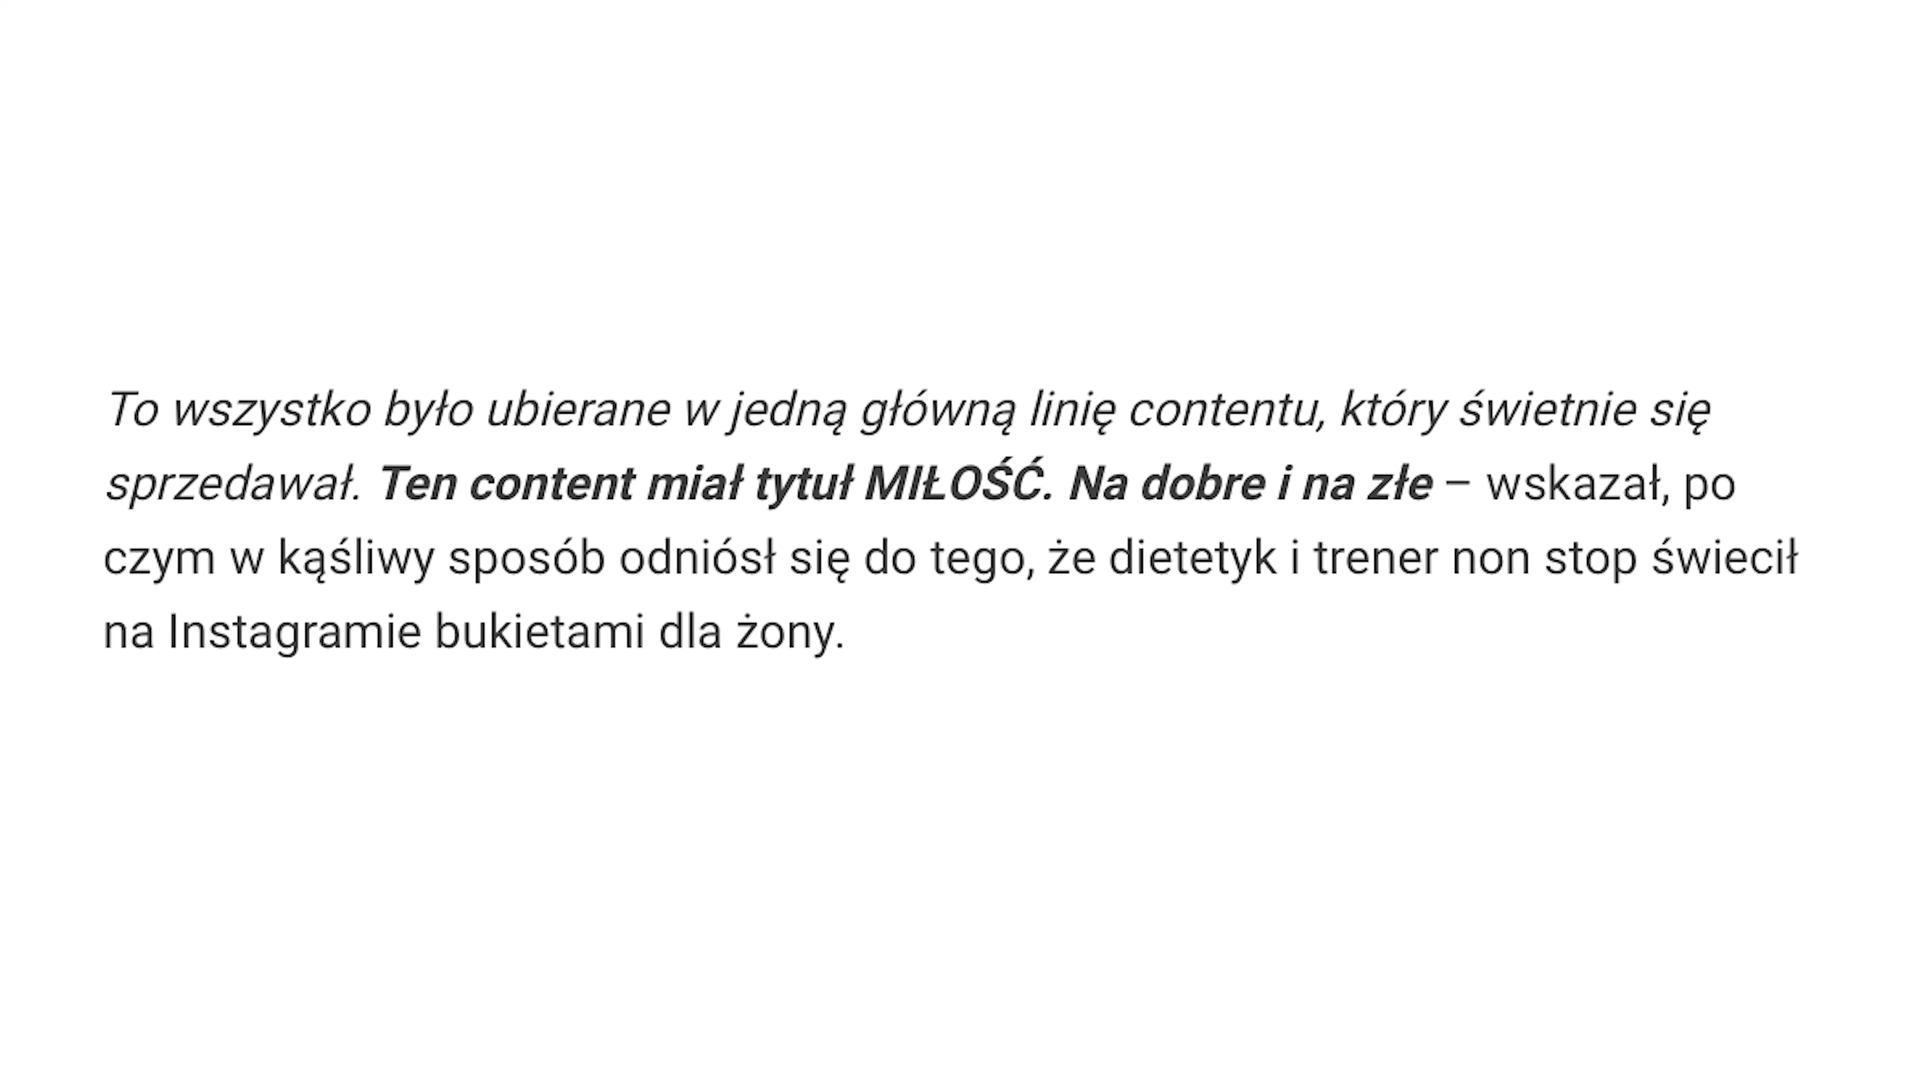 To wszystko było ubierane w jedną główną linię contentu, który świetnie się
sprzedawał. Ten content miał tytuł MIŁOŚĆ. Na dobre i na złe – wskazał, po
czym w kąśliwy sposób odniósł się do tego, że dietetyk i trener non stop świecił
na Instagramie bukietami dla żony.